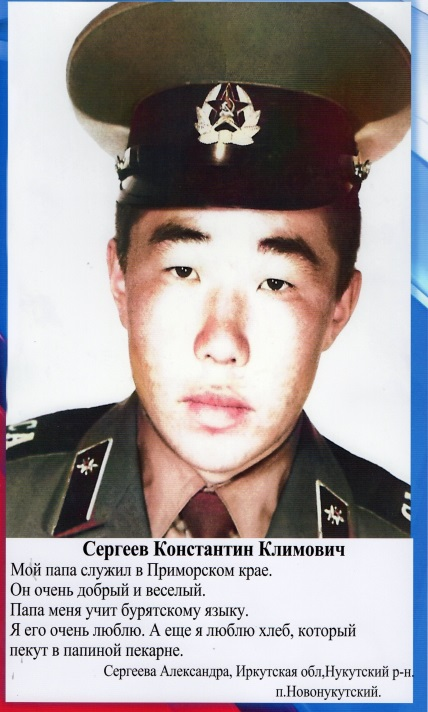 СА
Сергеев Константин Климович
Мой папа служил в Приморском крае.
Он очень добрый и веселый.
Папа меня учит бурятскому языку.
Я его очень люблю. А еще я люблю хлеб, который
пекут в папиной пекарне.
Сергеева Александра, Иркутская обл,Нукутский р-н.
п.Новонукутский.